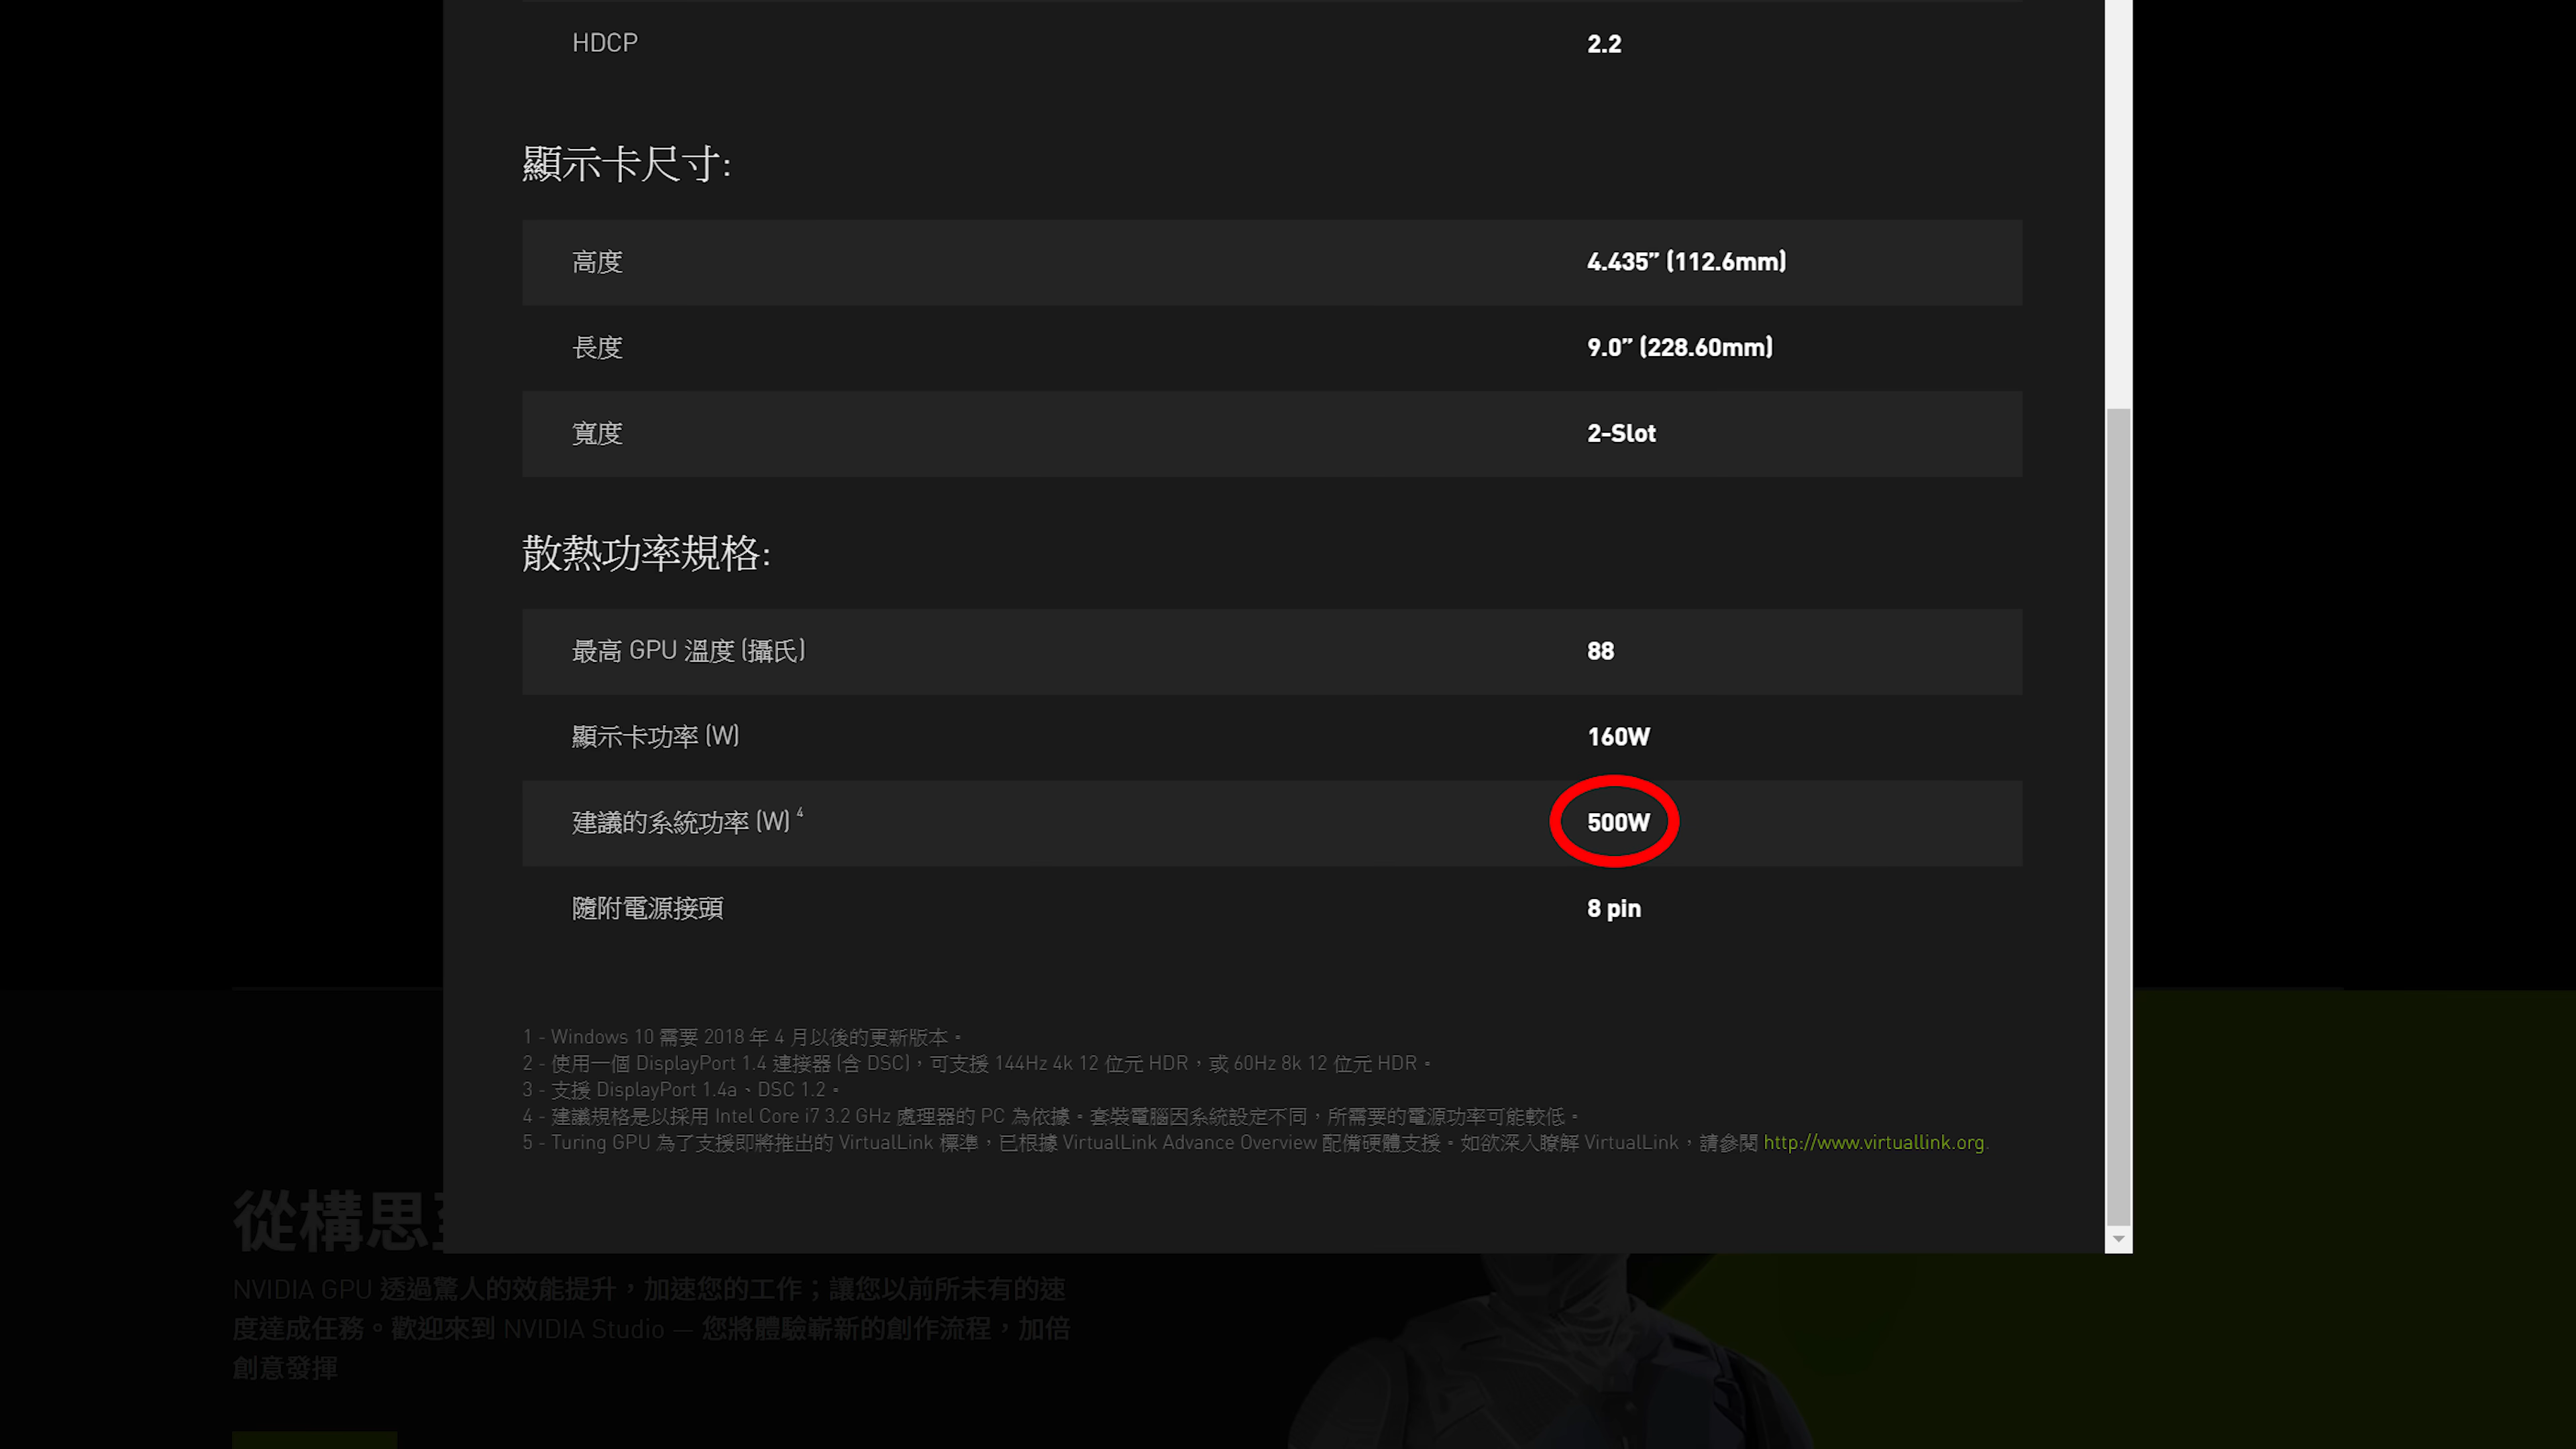 HDCP 2.2
顯示卡尺寸:
高度 4.435” (112.6mm)
長度 9.0” (228.60mm)
寬度 2-Slot
散熱功率規格:
最高 GPU 溫度 (攝氏) 88
顯示卡功率 (W) 160W
建議的系統功率 (W) 4 500W
隨附電源接頭 8 pin
1 - Windows 10 需要 2018 年 4 月以後的更新版本。
2 - 使用一個 DisplayPort 1.4 連接器 (含 DSC)，可支援 144Hz 4k 12 位元 HDR，或 60Hz 8k 12 位元 HDR。
3 - 支援 DisplayPort 1.4a、DSC 1.2。
4 - 建議規格是以採用 Intel Core i7 3.2 GHz 處理器的 PC 為依據。套裝電腦因系統設定不同，所需要的電源功率可能較低。
5 - Turing GPU 為了支援即將推出的 VirtualLink 標準，已根據 VirtualLink Advance Overview 配備硬體支援。如欲深入瞭解 VirtualLink，請參閱 http://www.virtuallink.org.
從構思
NVIDIA GPU 透過驚人的效能提升，加速您的工作；讓您以前所未有的速
度達成任務。歡迎來到 NVIDIA Studio — 您將體驗嶄新的創作流程，加倍
創意發揮